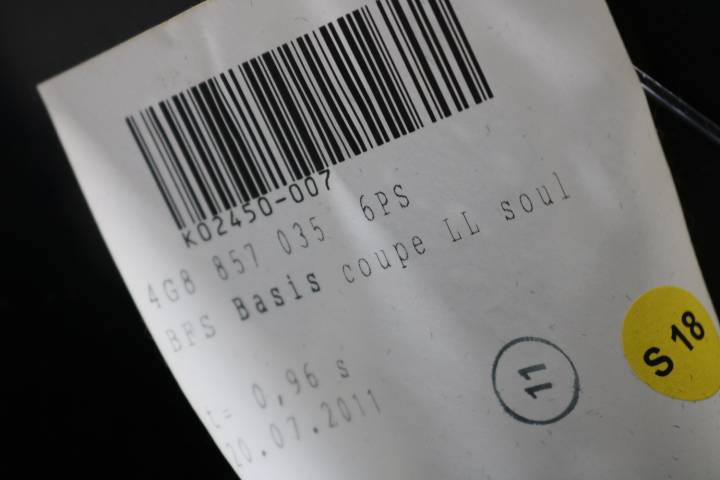 K02450-007
4G8 857 035 6PS
BFS Basis coupe LL soul
t= 0,96 s
20.07.2011
11
S 18